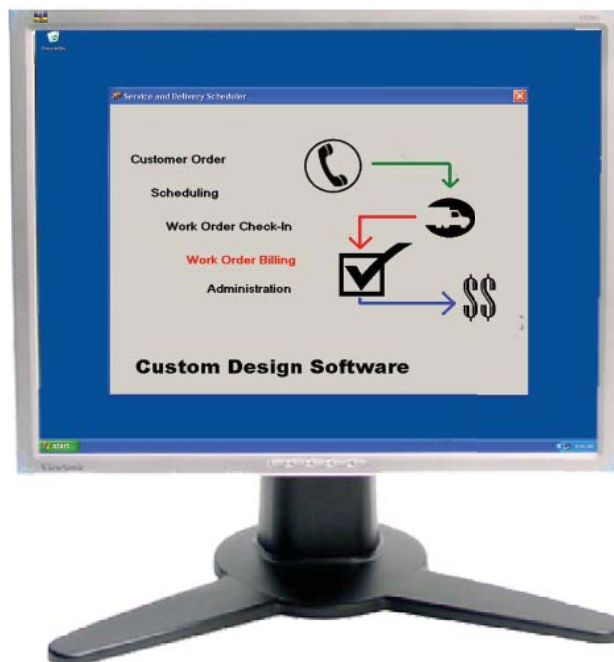 Service and Delivery Scheduler
Customer Order
Scheduling
Work Order Check-In
Work Order Billing
Administration
$$
Custom Design Software
start
ViewSonic